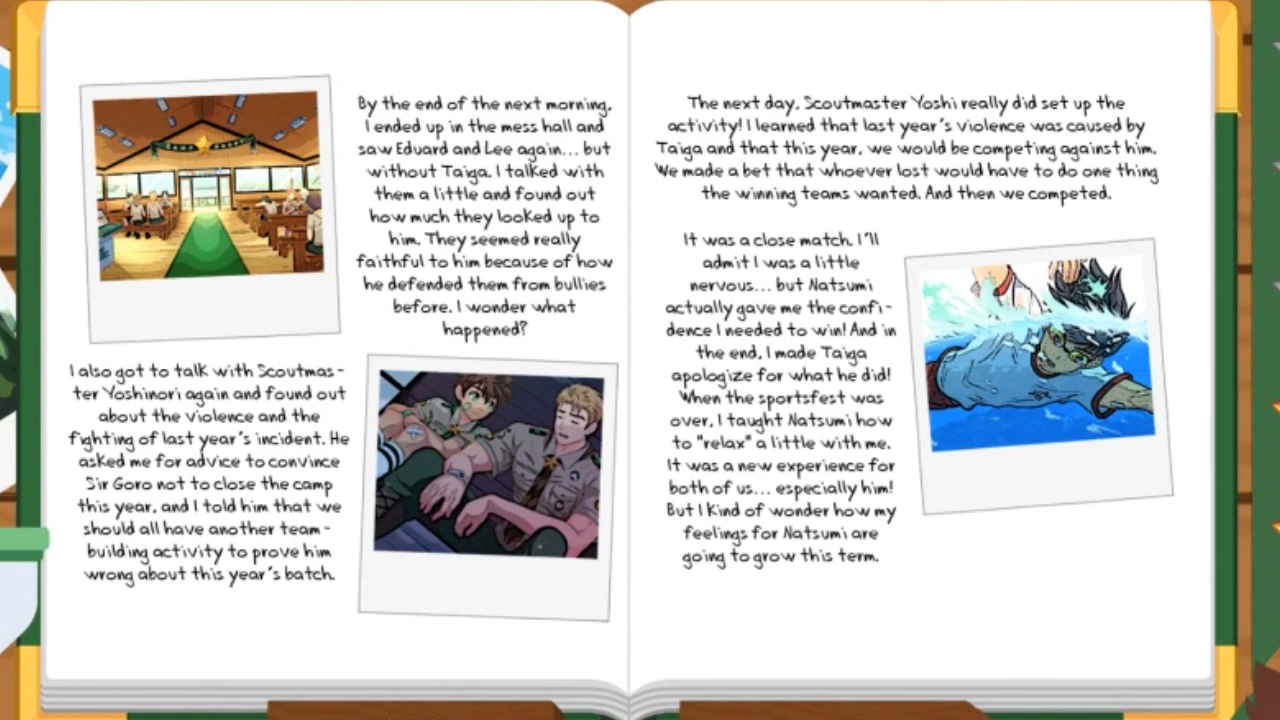 By the end of the next morning,
I ended up in the mess hall and
saw Eduard and Lee again... but
without Taiga. I talked with
them a little and found out
how much they looked up to
him. They seemed really
faithful to him because of how
he defended them from bullies
before. I wonder what
happened?
I also got to talk with Scoutmas-
ter Yoshinori again and found out
about the violence and the
fighting of last year's incident. He
asked me for advice to convince
Sir Goro not to close the camp
this year, and I told him that we
should all have another team-
building activity to prove him
wrong about this year's batch.
The next day, Scoutmaster Yoshi really did set up the
activity! I learned that last year's violence was caused by
Taiga and that this year, we would be competing against him.
We made a bet that whoever lost would have to do one thing
the winning teams wanted. And then we competed.
It was a close match. I'll
admit I was a little
nervous... but Natsumi
actually gave me the confi-
dence I needed to win! And in
the end, I made Taiga
apologize for what he did!
When the sportsfest was
over, I taught Natsumi how
to "relax" a little with me.
It was a new experience for
both of us... especially him!
But I kind of wonder how my
feelings for Natsumi are
going to grow this term.